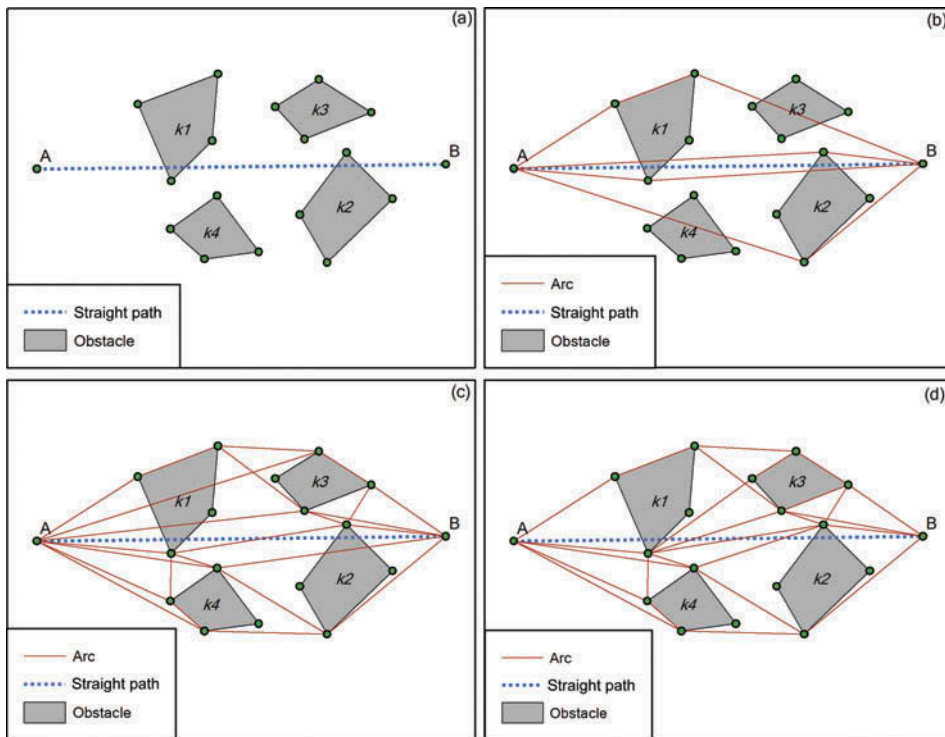 (a)
k1
k3
A
B
k2
k4
Straight path
Obstacle
(b)
k1
k3
A
B
k2
k4
Arc
Straight path
Obstacle
(c)
k1
k3
A
B
k2
k4
Arc
Straight path
Obstacle
(d)
k1
k3
A
B
k2
k4
Arc
Straight path
Obstacle